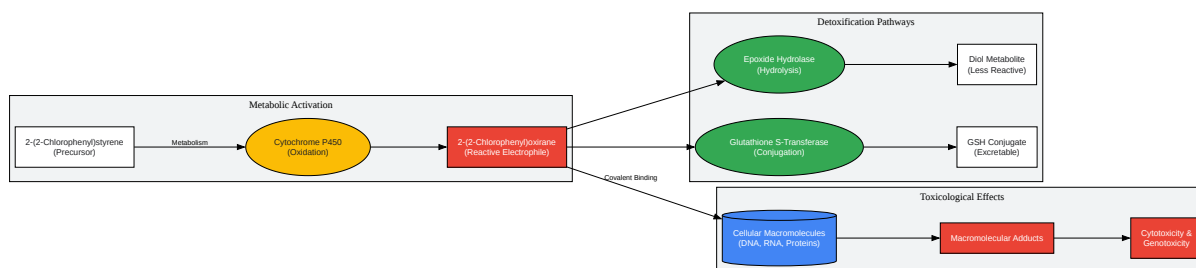 Detoxification Pathways
Epoxide Hydrolase
(Hydrolysis)
Diol Metabolite
(Less Reactive)
Metabolic Activation
2-(2-Chlorophenyl)styrene
(Precursor)
Metabolism
Cytochrome P450
(Oxidation)
2-(2-Chlorophenyl)oxirane
(Reactive Electrophile)
Glutathione S-Transferase
(Conjugation)
GSH Conjugate
(Excretable)
Covalent Binding
Toxicological Effects
Cellular Macromolecules
(DNA, RNA, Proteins)
Macromolecular Adducts
Cytotoxicity &
Genotoxicity